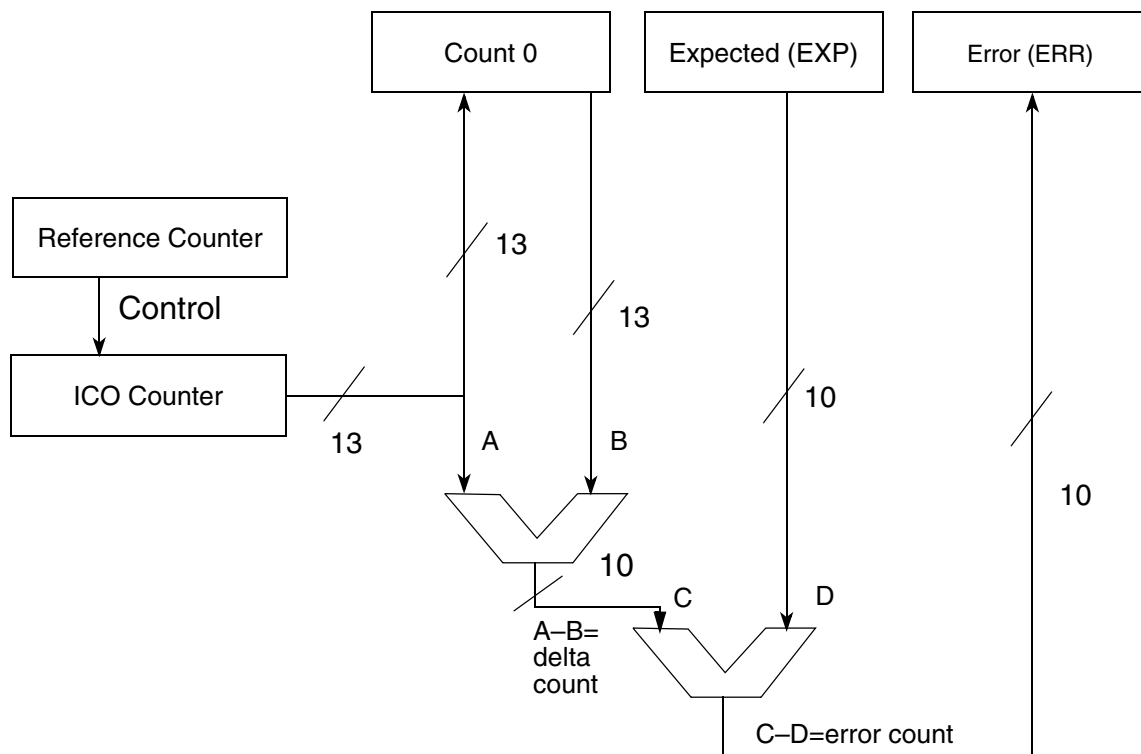 Count 0
Expected (EXP)
Error (ERR)
Reference Counter
13
Control
13
ICO Counter
10
13
A
B
10
10
C
D
A–B=
delta
count
C–D=error count